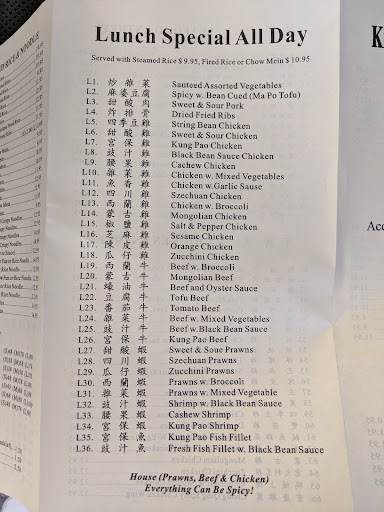 Lunch Special All Day
Served with Steamed Rice $ 9.95, Fired Rice or Chow Mein $ 10.95
L1. 炒雜菜 Sauteed Assorted Vegetables
L2. 麻婆豆腐 Spicy w. Bean Cued (Ma Po Tofu)
L3. 甜酸肉 Sweet & Sour Pork
L4. 炸排骨 Dried Fried Ribs
L5. 四季豆雞 String Bean Chicken
L6. 甜酸雞 Sweet & Sour Chicken
L7. 宮保雞 Kung Pao Chicken
L8. 豉汁雞 Black Bean Sauce Chicken
L9. 腰果雞 Cachew Chicken
L10. 雜菜雞 Chicken w. Mixed Vegetables
L11. 魚香雞 Chicken w.Garlic Sause
L12. 四川雞 Szechuan Chicken
L13. 西蘭雞 Chicken w. Broccoli
L14. 蒙古雞 Mongolian Chicken
L15. 椒鹽雞 Salt & Pepper Chicken
L16. 芝麻雞 Sesame Chicken
L17. 陳皮雞 Orange Chicken
L18. 瓜仔雞 Zucchini Chicken
L19. 西蘭牛 Beef w. Broccoli
L20. 蒙古牛 Mongolian Beef
L21. 蠔油牛 Beef and Oyster Sauce
L22. 豆腐牛 Tofu Beef
L23. 番茄牛 Tomato Beef
L24. 雜菜牛 Beef w. Mixed Vegetables
L25. 豉汁牛 Beef w.Black Bean Sauce
L26. 宮保牛 Kung Pao Beef
L27. 甜酸蝦 Sweet & Sour Prawns
L28. 四川蝦 Szechuan Prawns
L29. 瓜仔蝦 Zucchini Prawns
L30. 西蘭蝦 Prawns w. Broccoli
L31. 雜菜蝦 Prawns w. Mixed Vegetable
L32. 豉汁蝦 Shrimp w. Black Bean Sauce
L33. 腰果蝦 Cashew Shrimp
L34. 宮保蝦 Kung Pao Shrimp
L35. 宮保魚 Kung Pao Fish Fillet
L36. 豉汁魚 Fresh Fish Fillet w. Black Bean Sauce
House (Prawns, Beef & Chicken)
Everything Can Be Spicy!